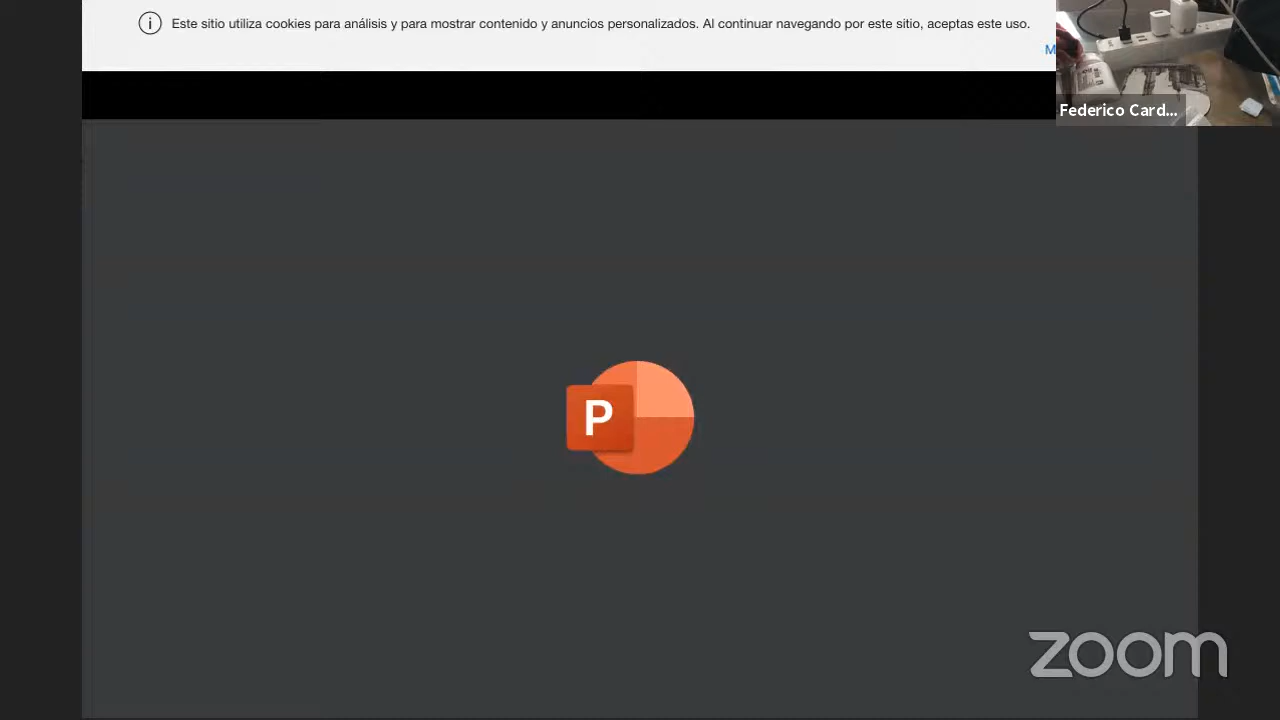 Este sitio utiliza cookies para análisis y para mostrar contenido y anuncios personalizados. Al continuar navegando por este sitio, aceptas este uso.
M
Federico Card...
P
zoom